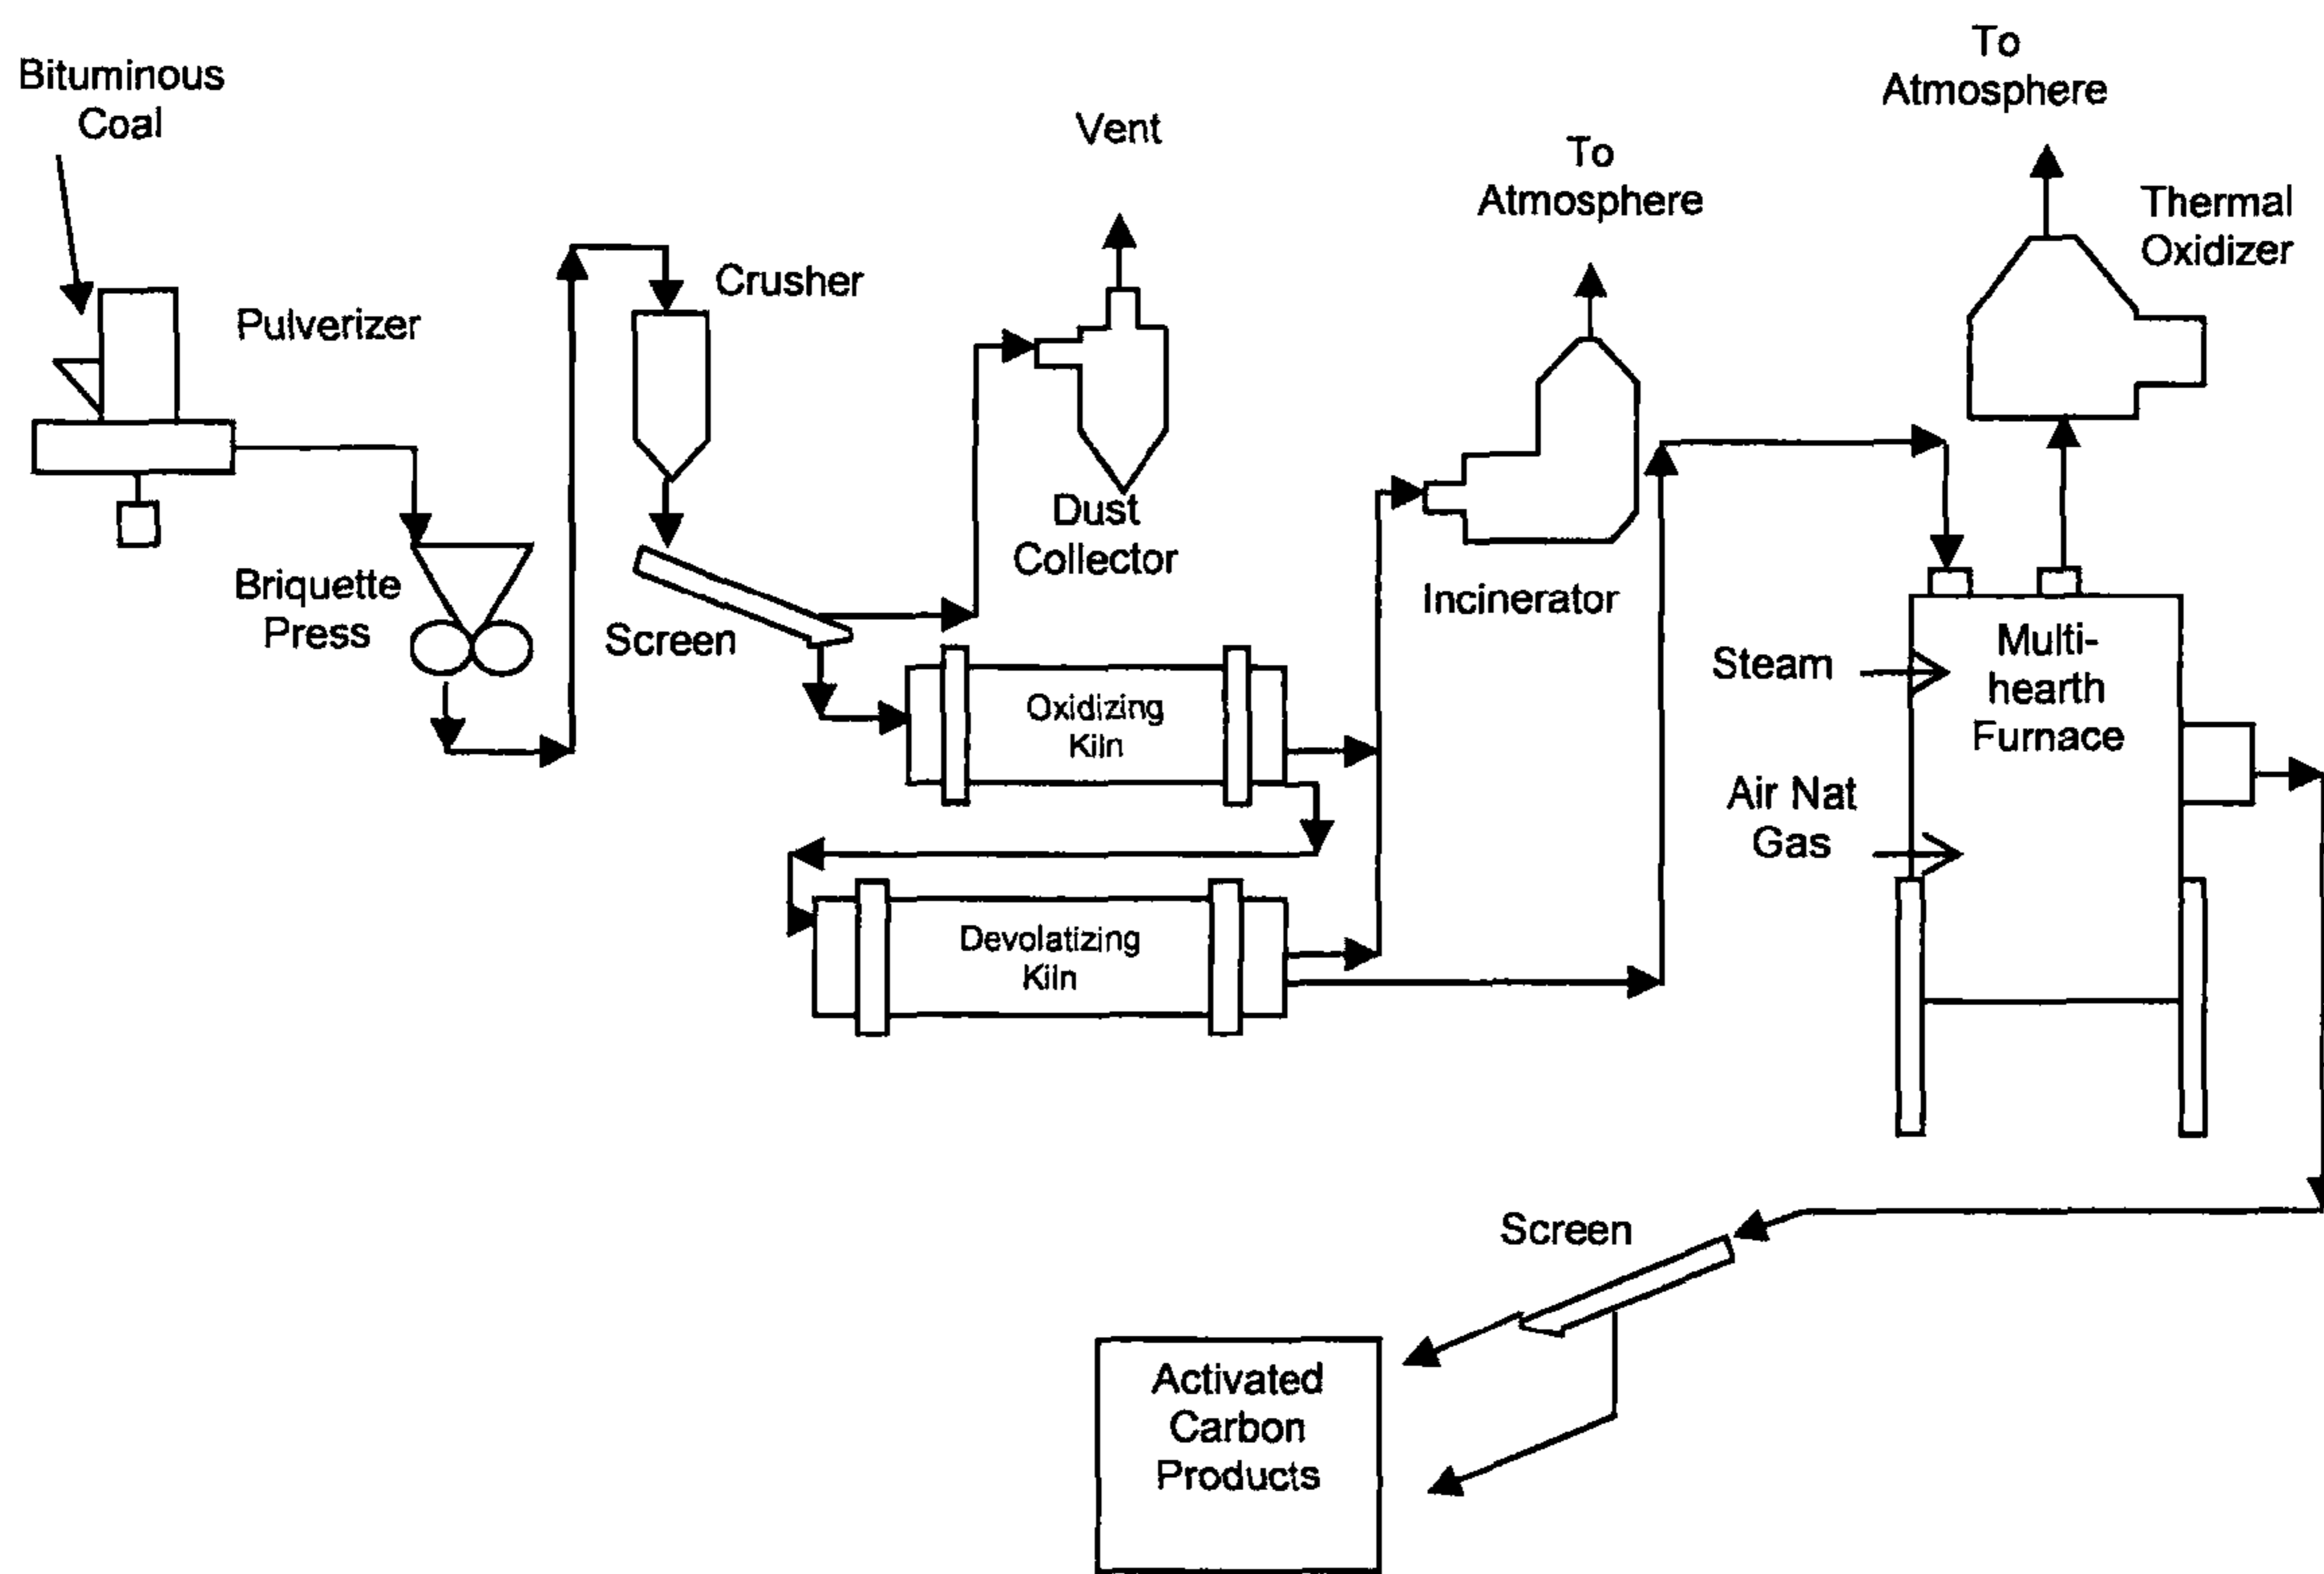 Bituminous
Coal
Pulverizer
Briquette
Press
Crusher
Screen
Vent
Dust
Collector
Oxidizing
Kiln
Devolatizing
Kiln
To
Atmosphere
Incinerator
To
Atmosphere
Thermal
Oxidizer
Multi-
hearth
Furnace
Steam
Air Nat
Gas
Screen
Activated
Carbon
Products